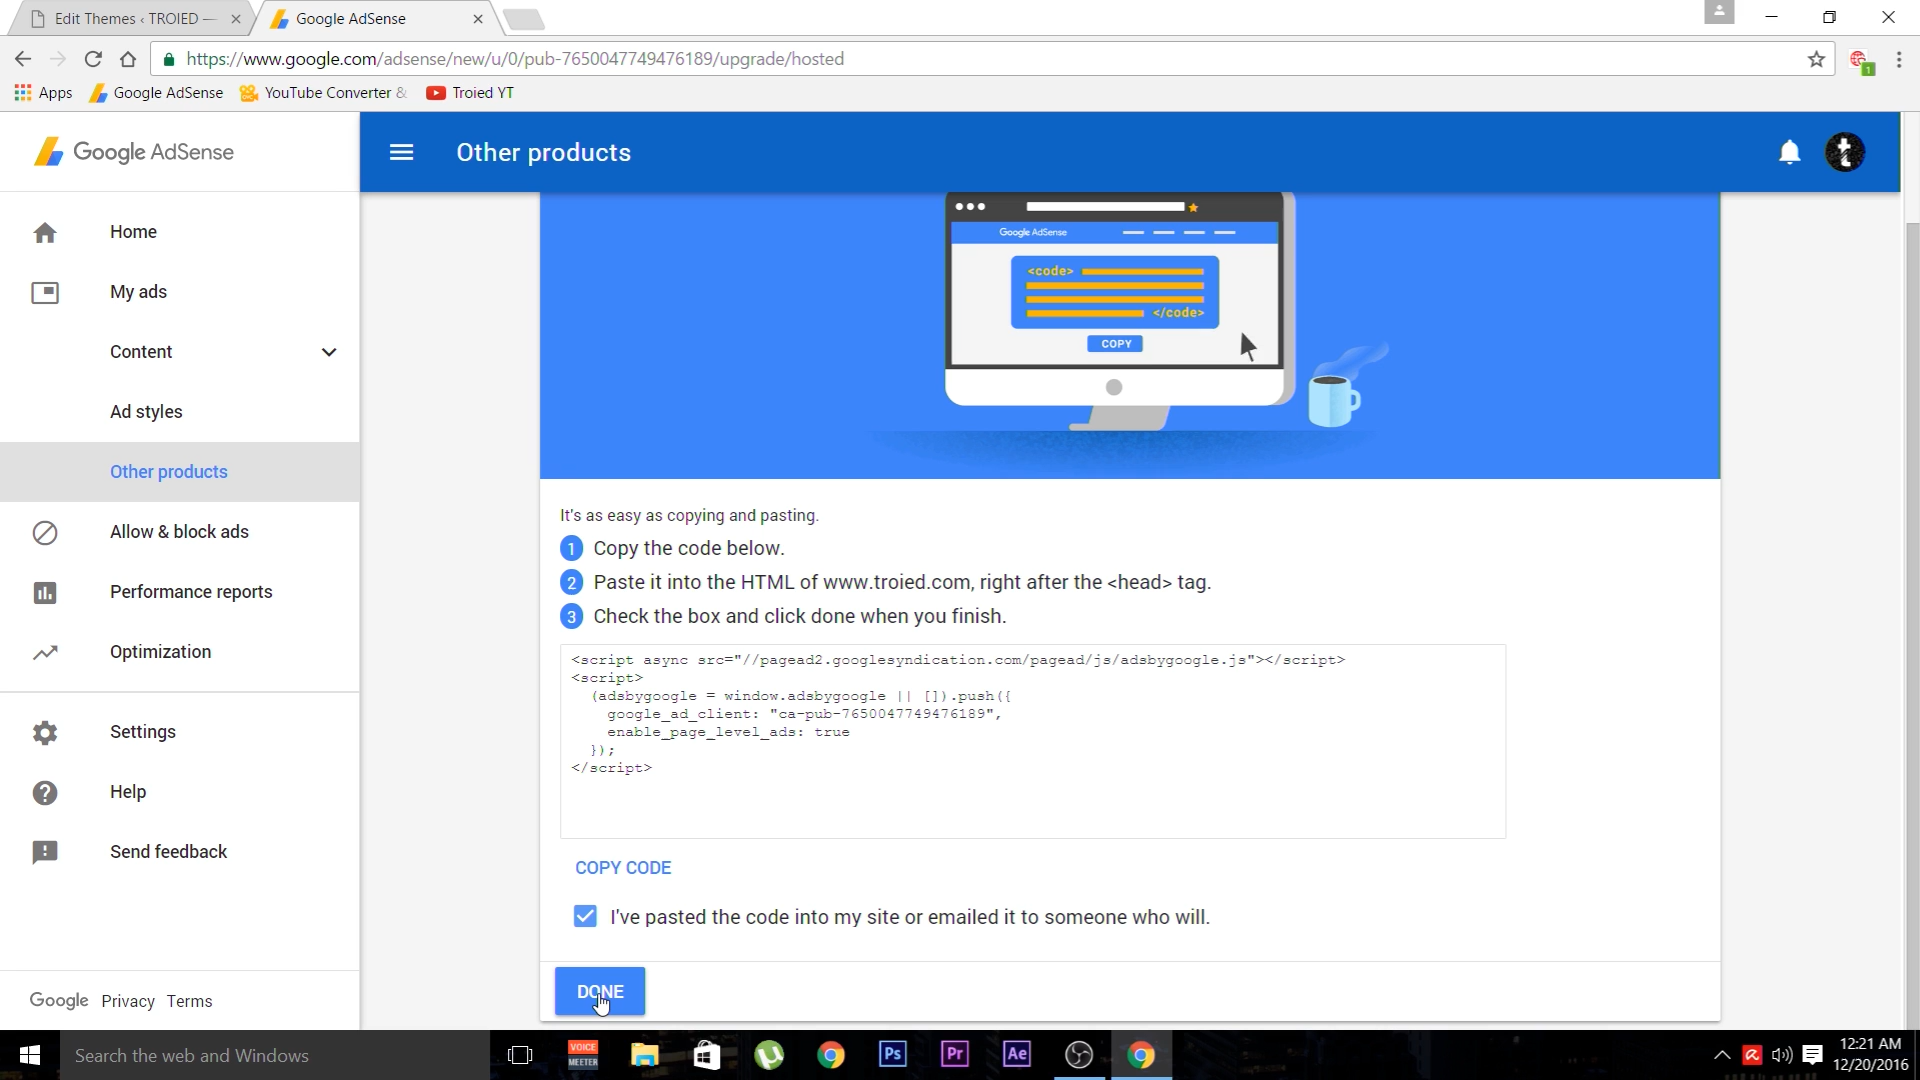 Edit Themes ‹ TROIED —
Google AdSense
https://www.google.com/adsense/new/u/0/pub-7650047749476189/upgrade/hosted
1
Apps
Google AdSense
YouTube Converter &
Troied YT
Google AdSense
Other products
t
Home
My ads
Content
Ad styles
Other products
Allow & block ads
Performance reports
Optimization
Settings
Help
Send feedback
Google Privacy Terms
Google AdSense
<code>
</code>
COPY
It's as easy as copying and pasting.
1 Copy the code below.
2 Paste it into the HTML of www.troied.com, right after the <head> tag.
3 Check the box and click done when you finish.
<script async src="//pagead2.googlesyndication.com/pagead/js/adsbygoogle.js"></script>
<script>
(adsbygoogle = window.adsbygoogle || []).push({
google_ad_client: "ca-pub-7650047749476189",
enable_page_level_ads: true
});
</script>
COPY CODE
I've pasted the code into my site or emailed it to someone who will.
DONE
Search the web and Windows
VOICE
MEETER
Ps
Pr
Ae
12:21 AM
12/20/2016